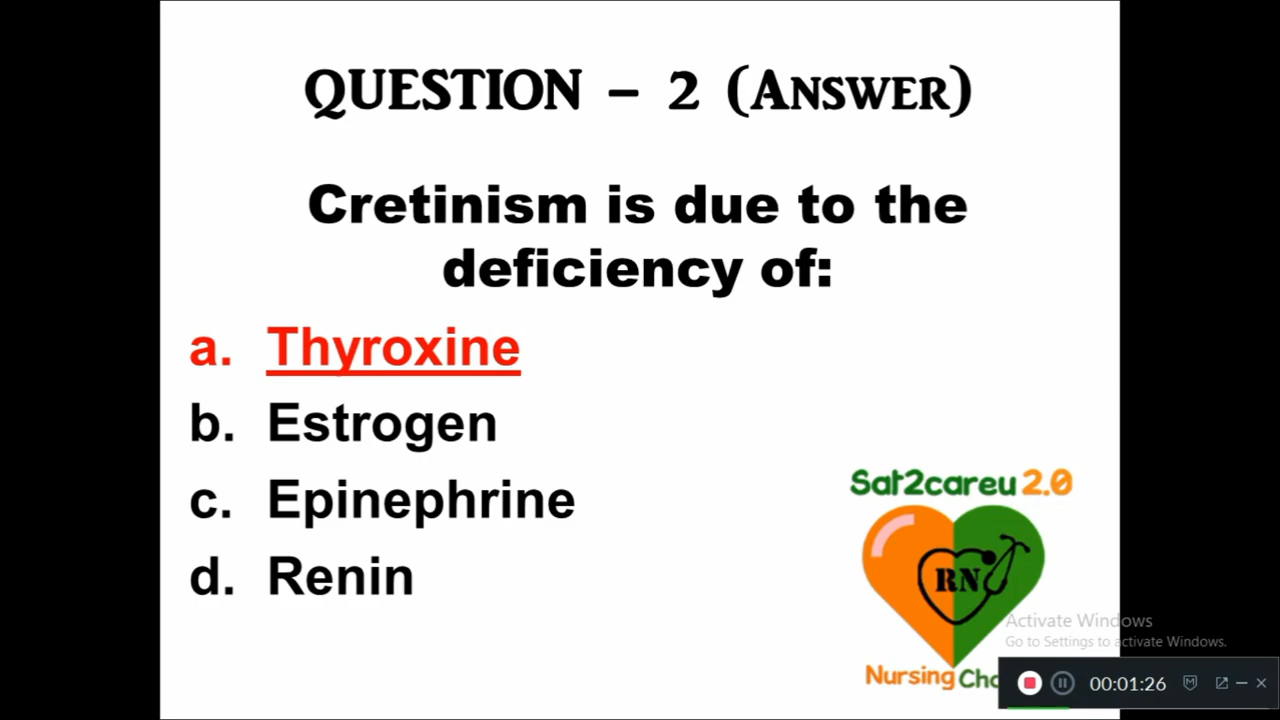 QUESTION – 2 (ANSWER)
Cretinism is due to the
deficiency of:
a. Thyroxine
b. Estrogen
c. Epinephrine
d. Renin
Sat2careu 2.0
RN
Activate Windows
Go to Settings to activate Windows.
Nursing
00:01:26